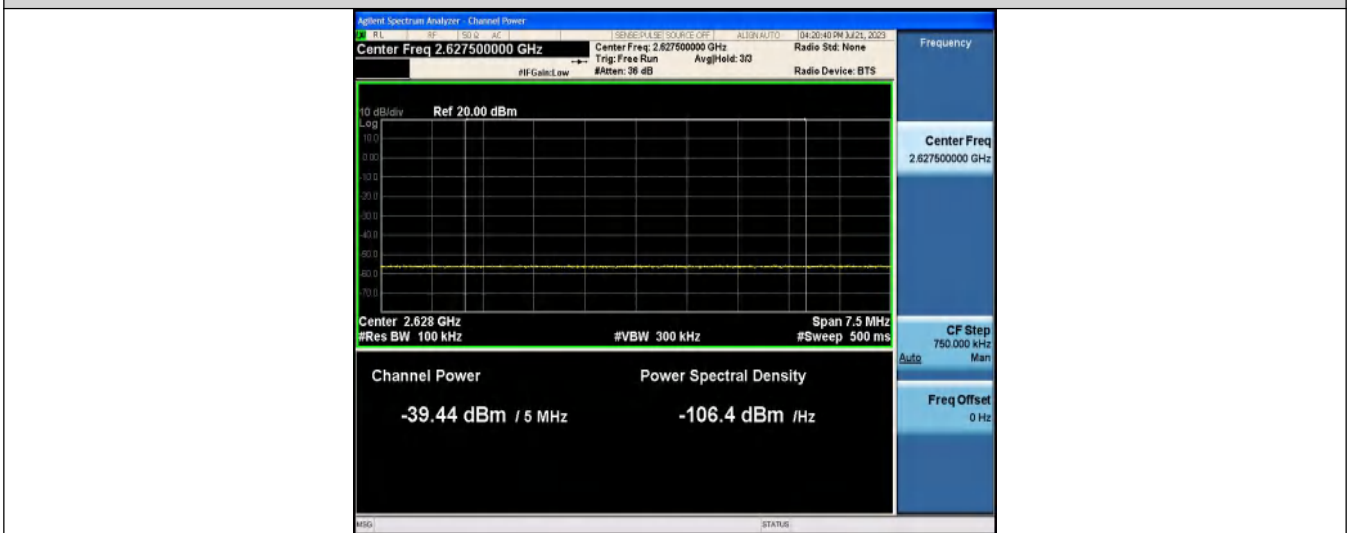 Agilent Spectrum Analyzer - Channel Power
RL RF 50 Ω AC SENSE:PULSE SOURCE OFF ALIGN AUTO 04:20:40 PM Jul 21, 2023
Center Freq 2.627500000 GHz
Center Freq: 2.627500000 GHz
Radio Std: None
Trig: Free Run Avg|Hold: 3/3
#IFGain:Low #Atten: 36 dB Radio Device: BTS
10 dB/div Ref 20.00 dBm
Log
10.0
0.00
-10.0
-20.0
-30.0
-40.0
-50.0
-60.0
-70.0
Center 2.628 GHz Span 7.5 MHz
#Res BW 100 kHz #VBW 300 kHz #Sweep 500 ms
Channel Power Power Spectral Density
-39.44 dBm / 5 MHz -106.4 dBm /Hz
MSG STATUS
Frequency
Center Freq
2.627500000 GHz
CF Step
750.000 kHz
Auto Man
Freq Offset
0 Hz